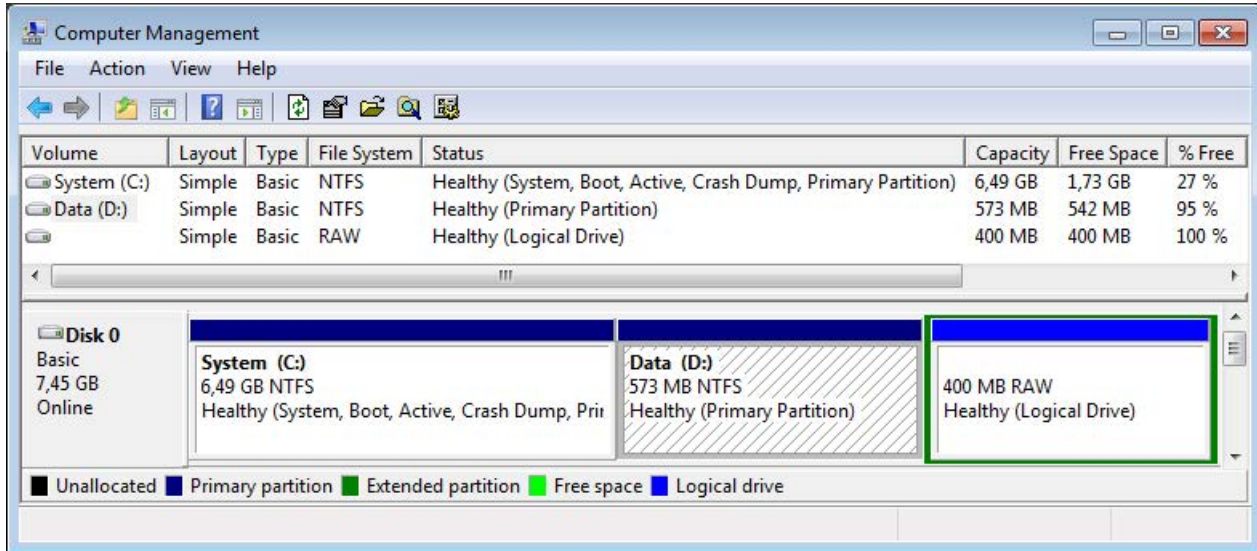 Computer Management
File Action View Help
Volume Layout Type File System Status Capacity Free Space % Free
System (C:) Simple Basic NTFS Healthy (System, Boot, Active, Crash Dump, Primary Partition) 6,49 GB 1,73 GB 27 %
Data (D:) Simple Basic NTFS Healthy (Primary Partition) 573 MB 542 MB 95 %
Simple Basic RAW Healthy (Logical Drive) 400 MB 400 MB 100 %
Disk 0
Basic
7,45 GB
Online
System (C:)
6,49 GB NTFS
Healthy (System, Boot, Active, Crash Dump, Prir
Data (D:)
573 MB NTFS
Healthy (Primary Partition)
400 MB RAW
Healthy (Logical Drive)
Unallocated Primary partition Extended partition Free space Logical drive